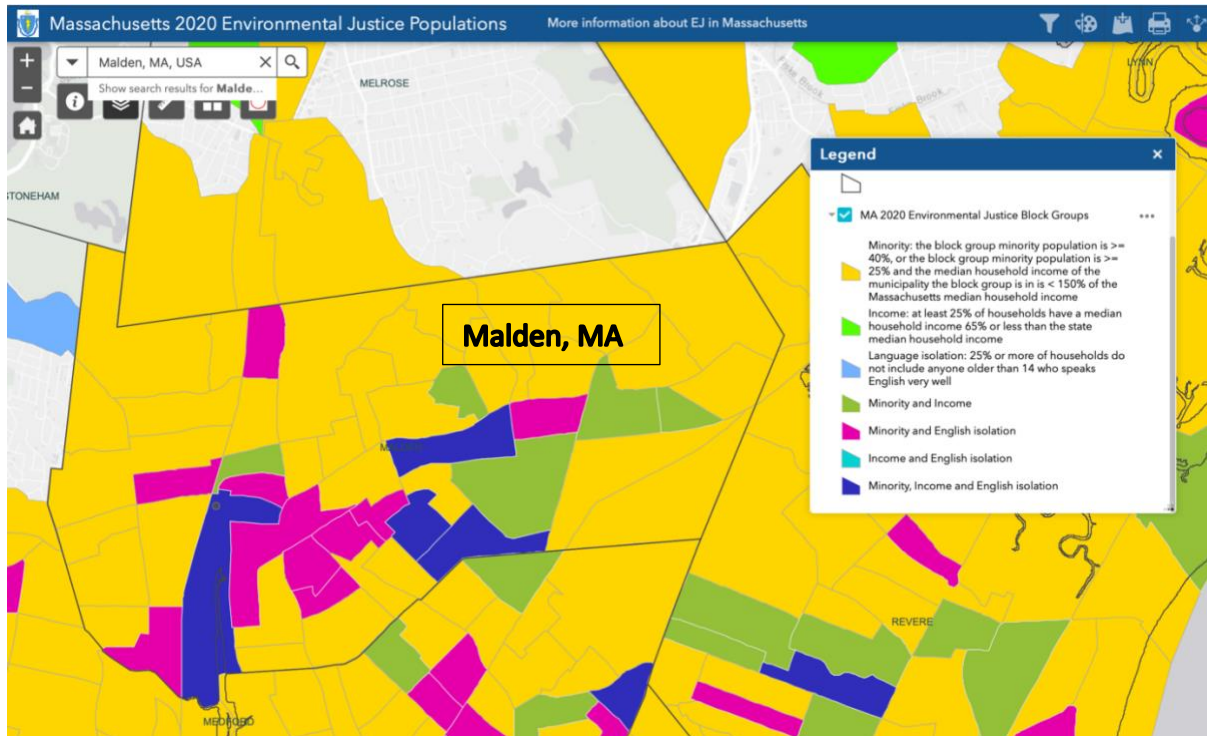 Massachusetts 2020 Environmental Justice Populations
More information about EJ in Massachusetts
+
Malden, MA, USA
Show search results for Malde...
-
MELROSE
LYNN
STONEHAM
Legend
MA 2020 Environmental Justice Block Groups
Minority: the block group minority population is >=
40%, or the block group minority population is >=
25% and the median household income of the
municipality the block group is in is < 150% of the
Massachusetts median household income
Income: at least 25% of households have a median
household income 65% or less than the state
median household income
Language isolation: 25% or more of households do
not include anyone older than 14 who speaks
English very well
Minority and Income
Minority and English isolation
Income and English isolation
Minority, Income and English isolation
Malden, MA
REVERE
MEDFORD